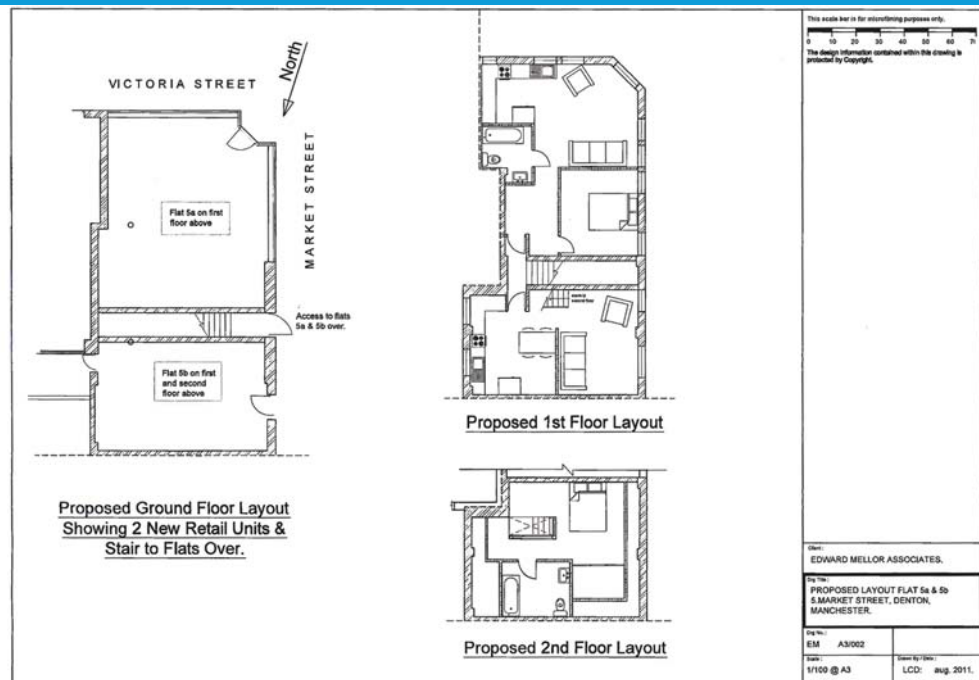 VICTORIA STREET
North
MARKET STREET
Flat 5a on first
floor above
Access to flats
5a & 5b over.
Flat 5b on first
and second
floor above
Proposed Ground Floor Layout
Showing 2 New Retail Units &
Stair to Flats Over.
stairs to
second floor
Proposed 1st Floor Layout
Proposed 2nd Floor Layout
This scale bar is for microfilming purposes only.
0 10 20 30 40 50 60 70
The design information contained within this drawing is
protected by Copyright.
Client:
EDWARD MELLOR ASSOCIATES.
Drg Title:
PROPOSED LAYOUT FLAT 5a & 5b
5.MARKET STREET, DENTON,
MANCHESTER.
Drg No.:
EM A3/002
Scale:
1/100 @ A3
Drawn By / Date:
LCD: aug. 2011.